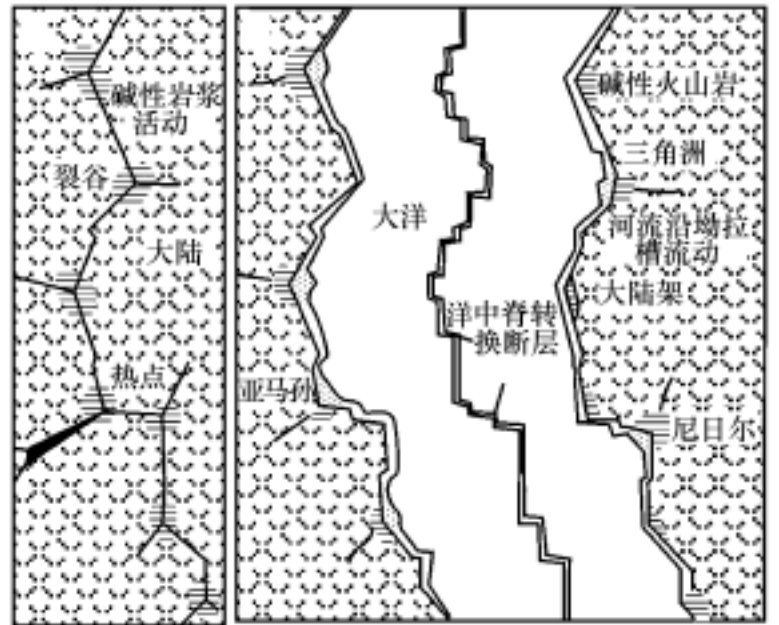 碱性岩浆
活动
裂谷
大陆
热点
碱性火山岩
三角洲
大洋
河流沿坳拉
槽流动
大陆架
洋中脊转
换断层
亚马孙
尼日尔